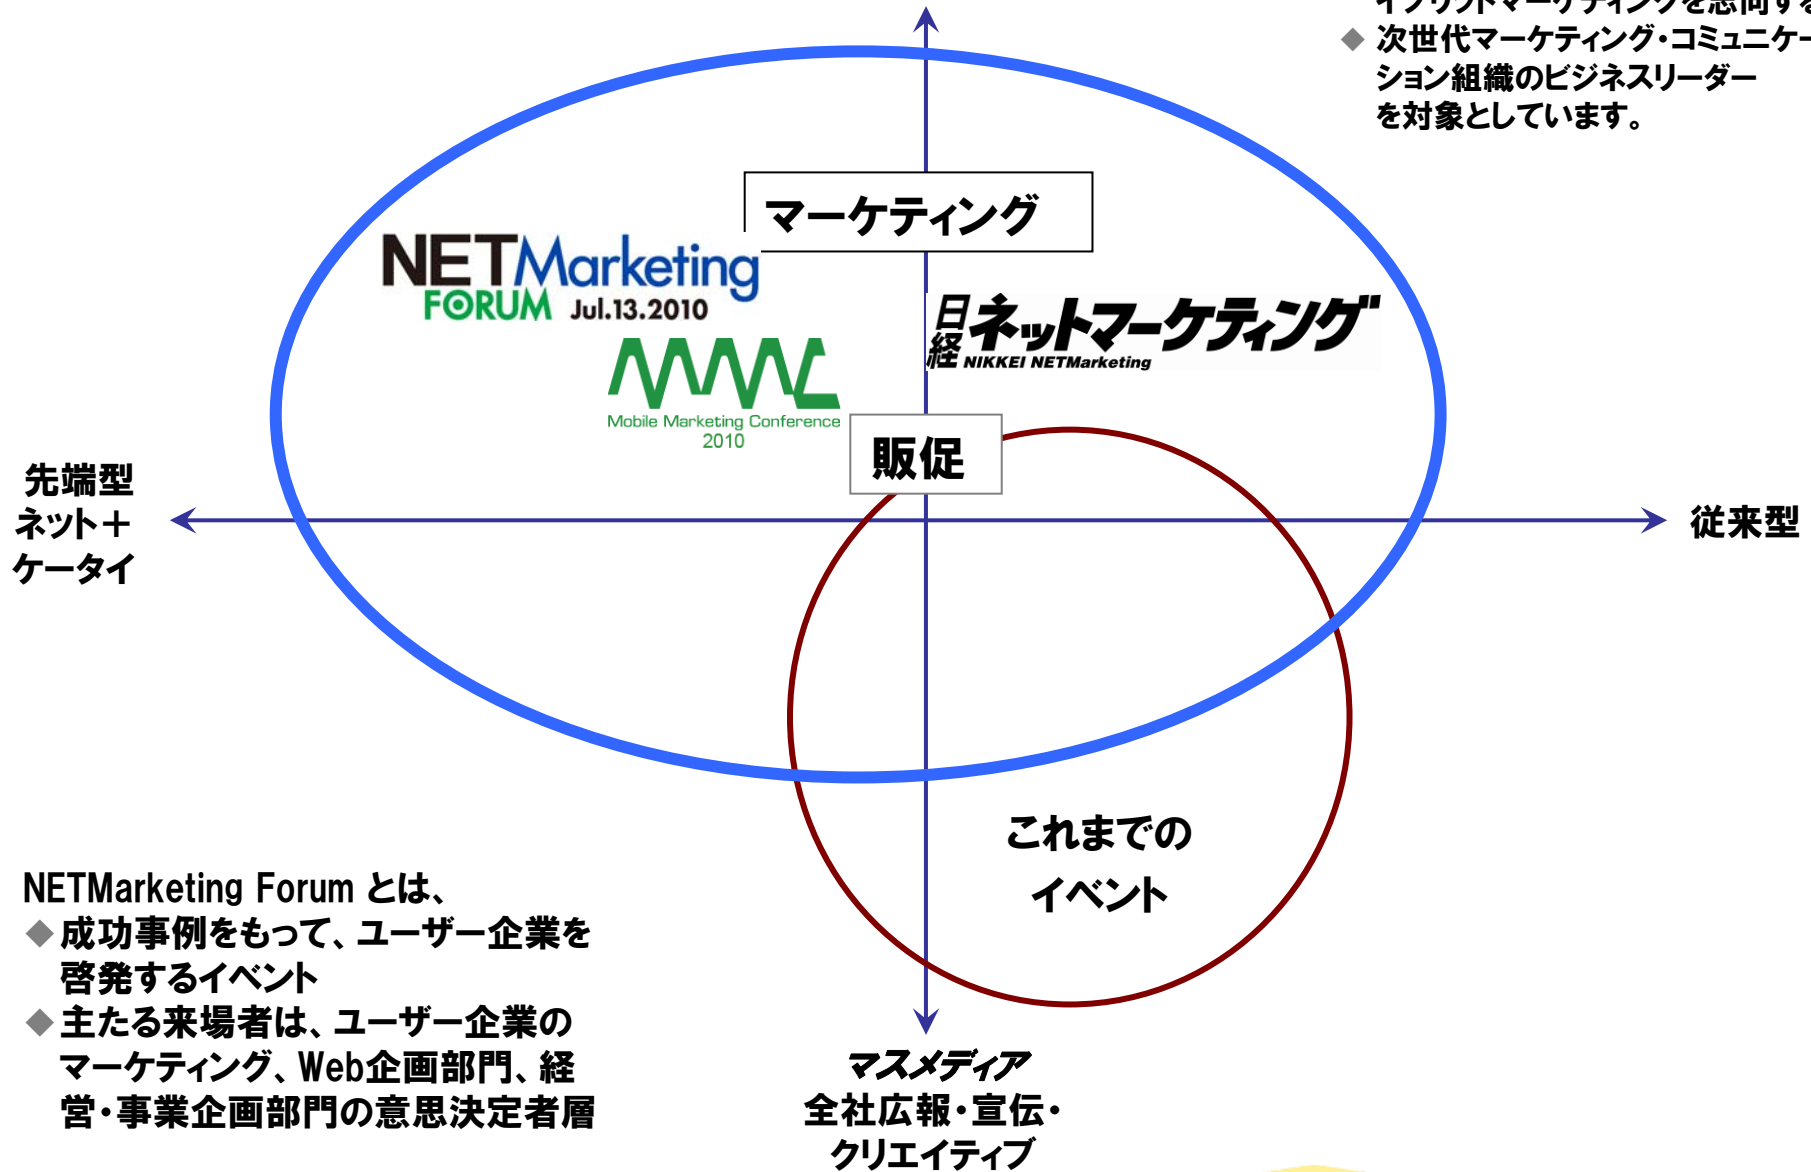 ◆ 次世代マーケティング・コミュニケー
ション組織のビジネスリーダー
を対象としています。
マーケティング
NETMarketing
FORUM Jul.13.2010
日経 ネットマーケティング
NIKKEI NETMarketing
MMC
Mobile Marketing Conference
2010
販促
先端型
ネット＋
ケータイ
従来型
これまでの
イベント
NETMarketing Forum とは、
◆ 成功事例をもって、ユーザー企業を
啓発するイベント
◆ 主たる来場者は、ユーザー企業の
マーケティング、Web企画部門、経
営・事業企画部門の意思決定者層
マスメディア
全社広報・宣伝・
クリエイティブ